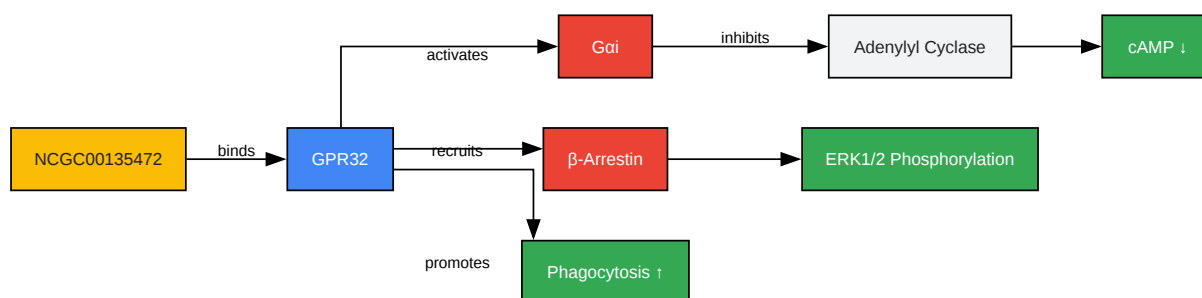 Gαi
inhibits
Adenylyl Cyclase
cAMP ↓
activates
NCGC00135472
binds
GPR32
recruits
β-Arrestin
ERK1/2 Phosphorylation
promotes
Phagocytosis ↑